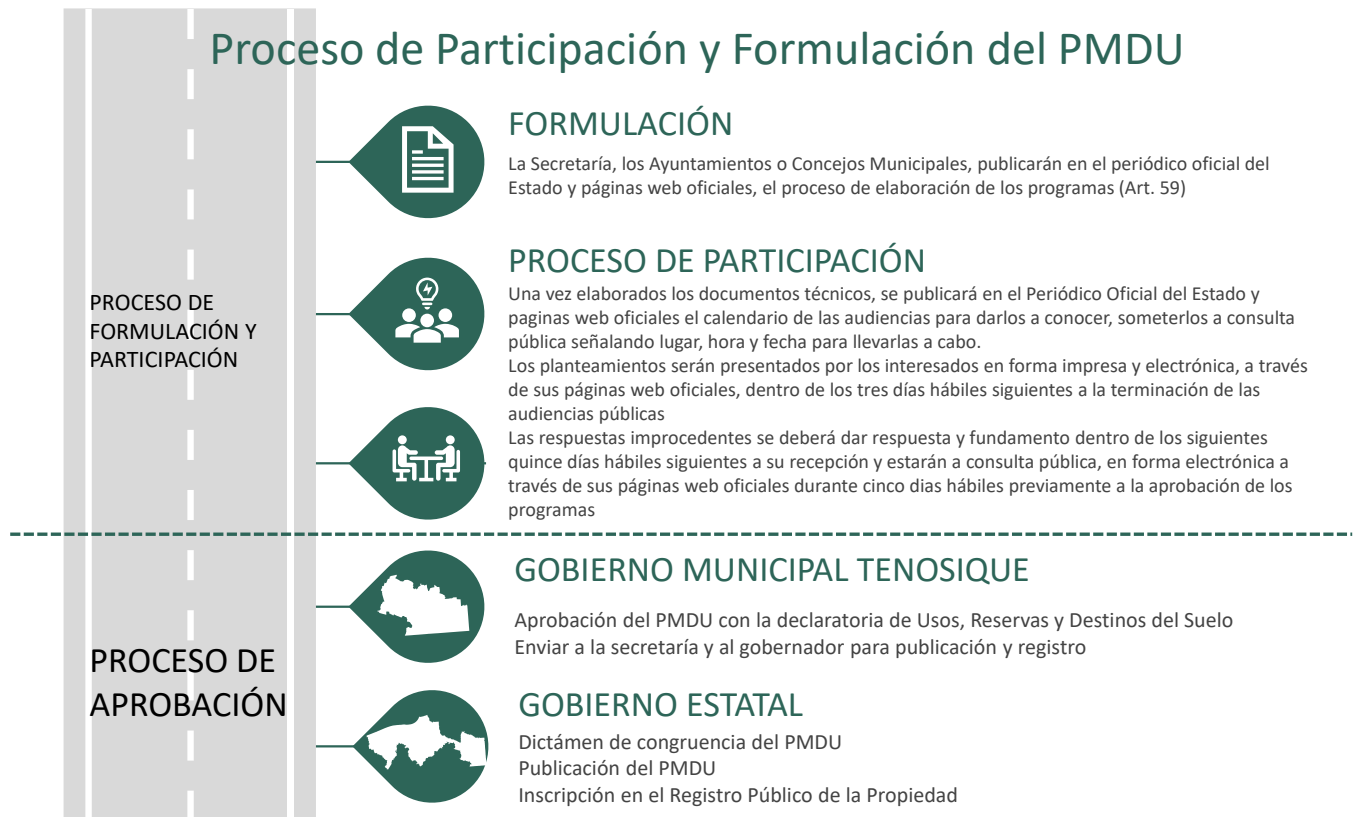 Proceso de Participación y Formulación del PMDU
FORMULACIÓN
La Secretaría, los Ayuntamientos o Concejos Municipales, publicarán en el periódico oficial del
Estado y páginas web oficiales, el proceso de elaboración de los programas (Art. 59)
PROCESO DE
FORMULACIÓN Y
PARTICIPACIÓN
PROCESO DE PARTICIPACIÓN
Una vez elaborados los documentos técnicos, se publicará en el Periódico Oficial del Estado y
paginas web oficiales el calendario de las audiencias para darlos a conocer, someterlos a consulta
pública señalando lugar, hora y fecha para llevarlas a cabo.
Los planteamientos serán presentados por los interesados en forma impresa y electrónica, a través
de sus páginas web oficiales, dentro de los tres días hábiles siguientes a la terminación de las
audiencias públicas
Las respuestas improcedentes se deberá dar respuesta y fundamento dentro de los siguientes
quince días hábiles siguientes a su recepción y estarán a consulta pública, en forma electrónica a
través de sus páginas web oficiales durante cinco dias hábiles previamente a la aprobación de los
programas
PROCESO DE
APROBACIÓN
GOBIERNO MUNICIPAL TENOSIQUE
Aprobación del PMDU con la declaratoria de Usos, Reservas y Destinos del Suelo
Enviar a la secretaría y al gobernador para publicación y registro
GOBIERNO ESTATAL
Dictámen de congruencia del PMDU
Publicación del PMDU
Inscripción en el Registro Público de la Propiedad